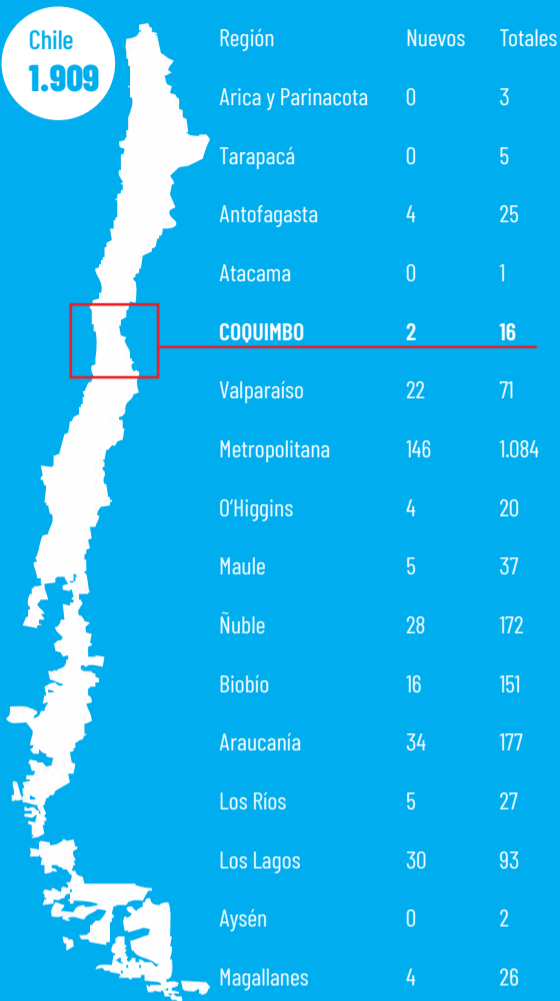 Chile
1.909
Región Nuevos Totales
Arica y Parinacota 0 3
Tarapacá 0 5
Antofagasta 4 25
Atacama 0 1
COQUIMBO 2 16
Valparaíso 22 71
Metropolitana 146 1.084
O'Higgins 4 20
Maule 5 37
Ñuble 28 172
Biobío 16 151
Araucanía 34 177
Los Ríos 5 27
Los Lagos 30 93
Aysén 0 2
Magallanes 4 26